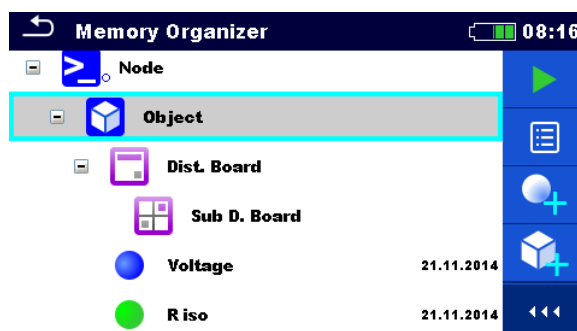 Memory Organizer 08:16
Node
Object
Dist. Board
Sub D. Board
Voltage 21.11.2014
R iso 21.11.2014